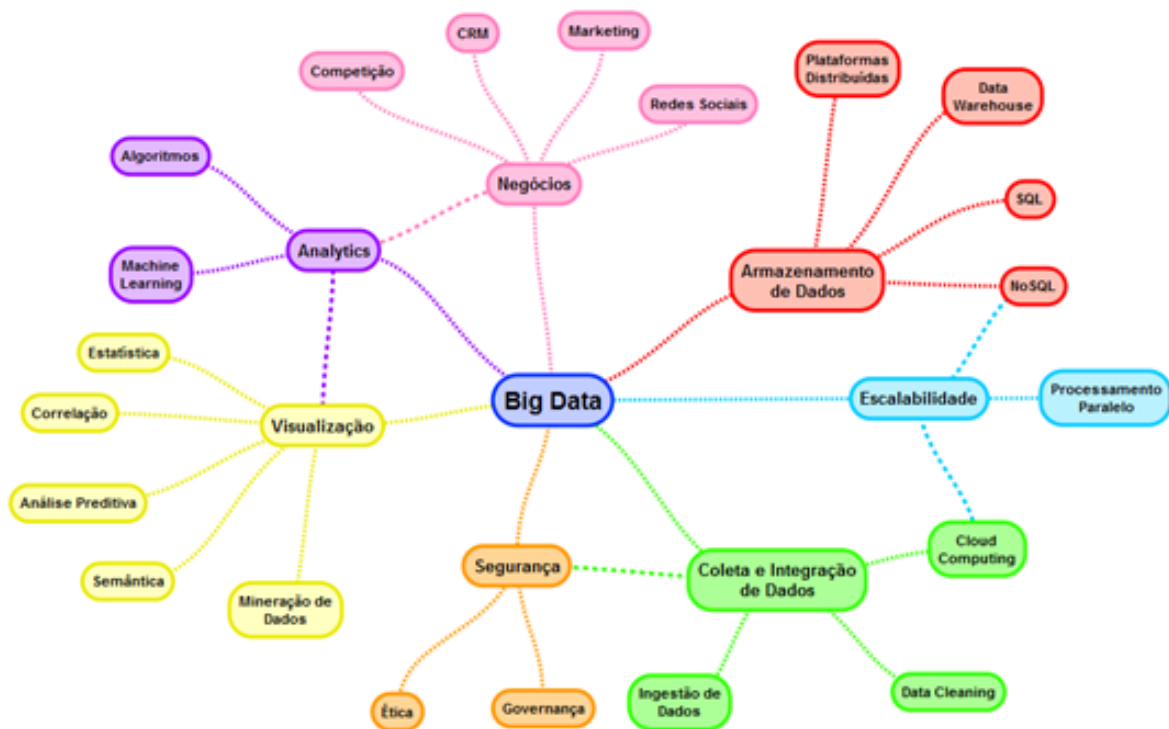 CRM
Marketing
Competição
Redes Sociais
Plataformas
Distribuídas
Data
Warehouse
Algoritmos
Negócios
SQL
Analytics
Machine
Learning
Armazenamento
de Dados
NoSQL
Estatística
Big Data
Escalabilidade
Processamento
Paralelo
Correlação
Visualização
Análise Preditiva
Semântica
Mineração de
Dados
Segurança
Coleta e Integração
de Dados
Cloud
Computing
Ética
Governança
Ingestão de
Dados
Data Cleaning